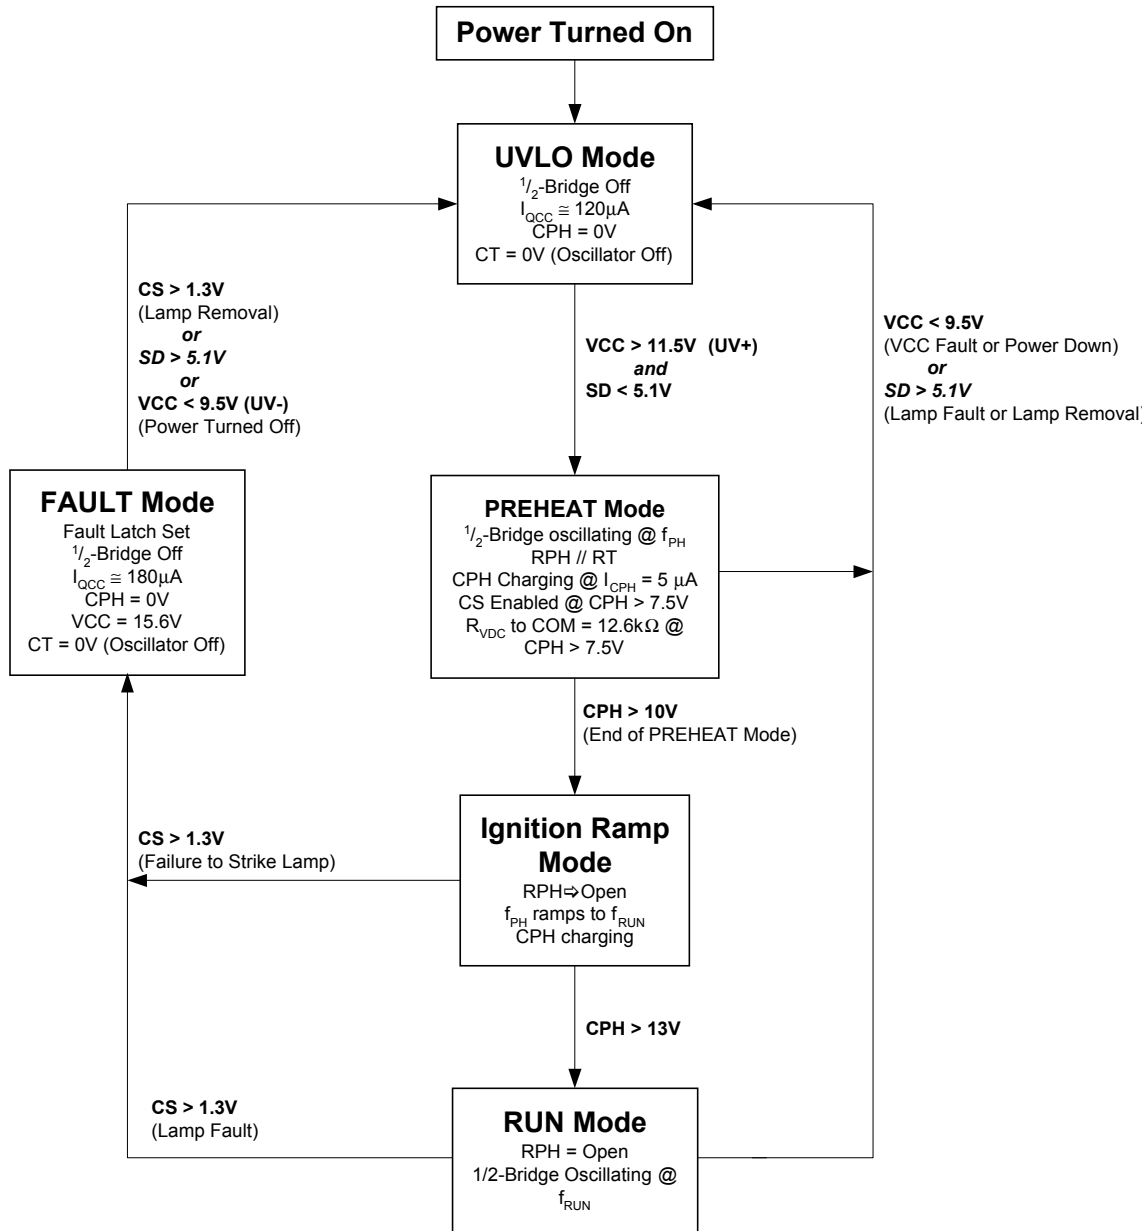 Power Turned On
UVLO Mode
1/2-Bridge Off
IQCC ≅ 120μA
CPH = 0V
CT = 0V (Oscillator Off)
CS > 1.3V
(Lamp Removal)
or
SD > 5.1V
or
VCC < 9.5V (UV-)
(Power Turned Off)
VCC > 11.5V (UV+)
and
SD < 5.1V
VCC < 9.5V
(VCC Fault or Power Down)
or
SD > 5.1V
(Lamp Fault or Lamp Removal)
FAULT Mode
Fault Latch Set
1/2-Bridge Off
IQCC ≅ 180μA
CPH = 0V
VCC = 15.6V
CT = 0V (Oscillator Off)
PREHEAT Mode
1/2-Bridge oscillating @ fPH
RPH // RT
CPH Charging @ ICPH = 5 μA
CS Enabled @ CPH > 7.5V
RVDC to COM = 12.6kΩ @
CPH > 7.5V
CPH > 10V
(End of PREHEAT Mode)
CS > 1.3V
(Failure to Strike Lamp)
Ignition Ramp
Mode
RPH⇨Open
fPH ramps to fRUN
CPH charging
CPH > 13V
CS > 1.3V
(Lamp Fault)
RUN Mode
RPH = Open
1/2-Bridge Oscillating @
fRUN